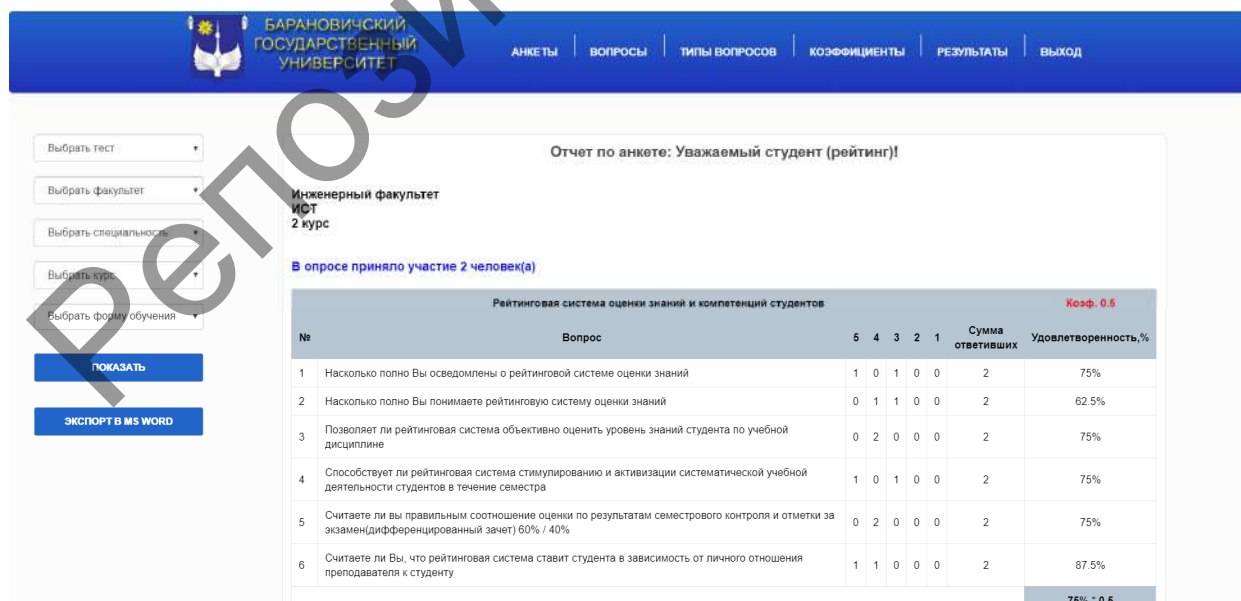 БАРАНОВИЧСКИЙ
ГОСУДАРСТВЕННЫЙ
УНИВЕРСИТЕТ
АНКЕТЫ
ВОПРОСЫ
ТИПЫ ВОПРОСОВ
КОЭФФИЦИЕНТЫ
РЕЗУЛЬТАТЫ
ВЫХОД
Выбрать тест
Выбрать факультет
Выбрать специальность
Выбрать курс
Выбрать форму обучения
ПОКАЗАТЬ
ЭКСПОРТ В MS WORD
Отчет по анкете: Уважаемый студент (рейтинг)!
Инженерный факультет
ИСТ
2 курс
В опросе приняло участие 2 человек(а)
Рейтинговая система оценки знаний и компетенций студентов Коэф. 0.5
№ Вопрос 5 4 3 2 1 Сумма ответивших Удовлетворенность,%
1 Насколько полно Вы осведомлены о рейтинговой системе оценки знаний 1 0 1 0 0 2 75%
2 Насколько полно Вы понимаете рейтинговую систему оценки знаний 0 1 1 0 0 2 62.5%
3 Позволяет ли рейтинговая система объективно оценить уровень знаний студента по учебной
дисциплине 0 2 0 0 0 2 75%
4 Способствует ли рейтинговая система стимулированию и активизации систематической учебной
деятельности студентов в течение семестра 1 0 1 0 0 2 75%
5 Считаете ли вы правильным соотношение оценки по результатам семестрового контроля и отметки за
экзамен(дифференцированный зачет) 60% / 40% 0 2 0 0 0 2 75%
6 Считаете ли Вы, что рейтинговая система ставит студента в зависимость от личного отношения
преподавателя к студенту 1 1 0 0 0 2 87.5%
75% * 0.5